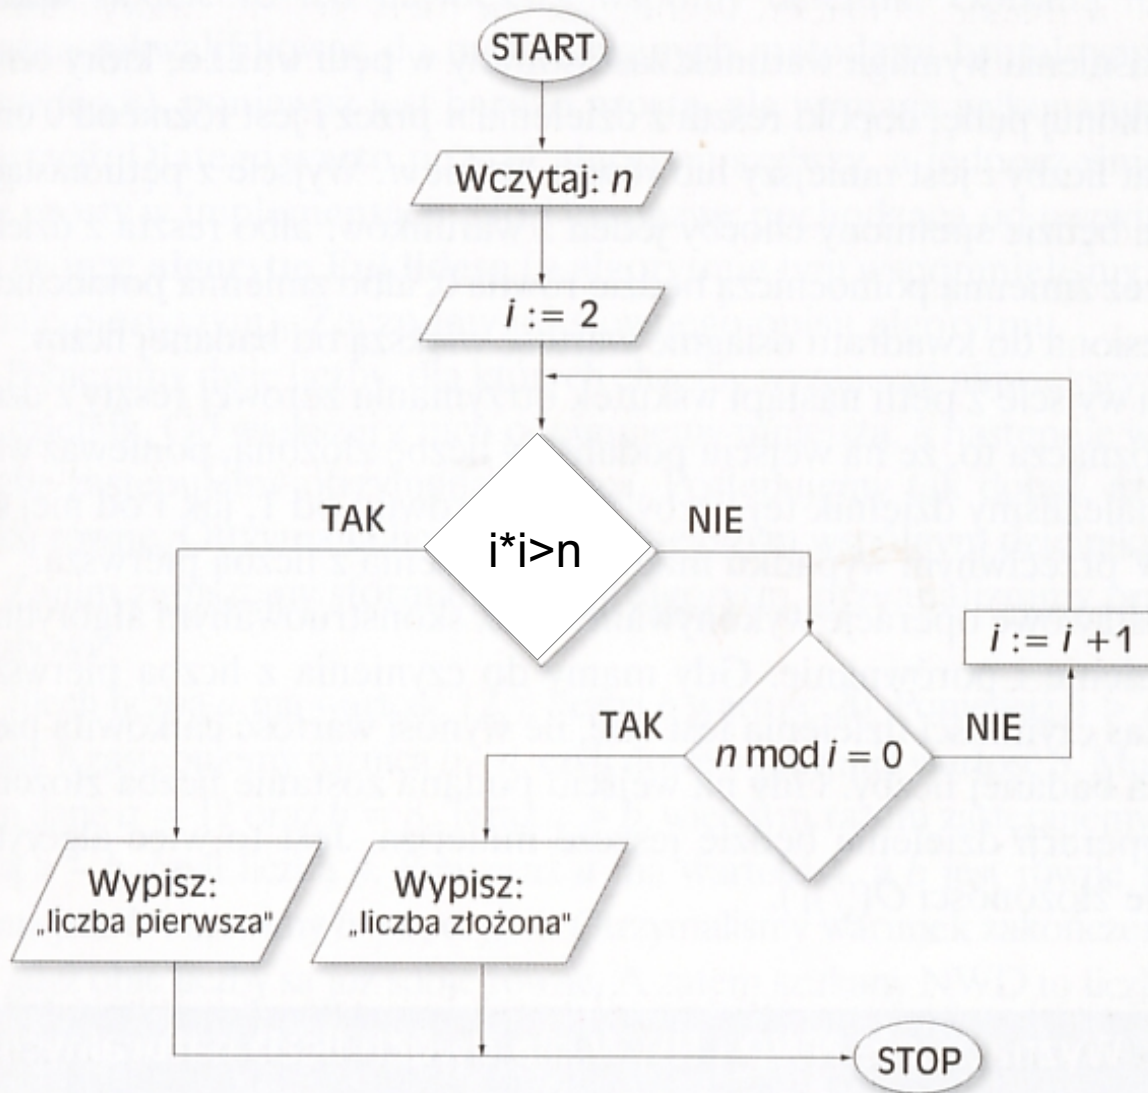 START
Wczytaj: n
i := 2
i*i>n
TAK
NIE
i := i +1
n mod i = 0
TAK
NIE
Wypisz:
„liczba pierwsza"
Wypisz:
„liczba złożona"
STOP